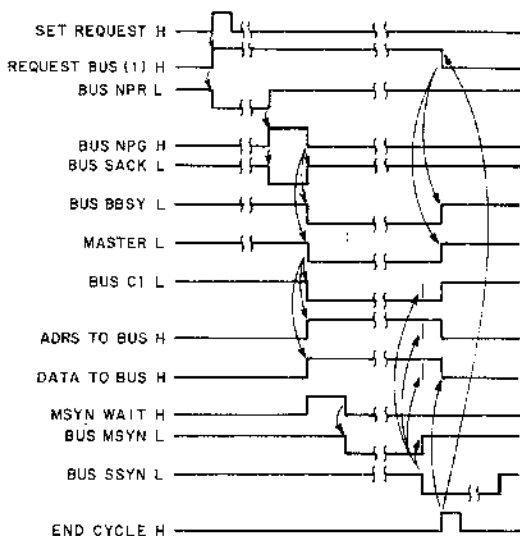 SET REQUEST H
REQUEST BUS (1) H
BUS NPR L
BUS NPG H
BUS SACK L
BUS BBSY L
MASTER L
BUS C1 L
ADRS TO BUS H
DATA TO BUS H
MSYN WAIT H
BUS MSYN L
BUS SSYN L
END CYCLE H